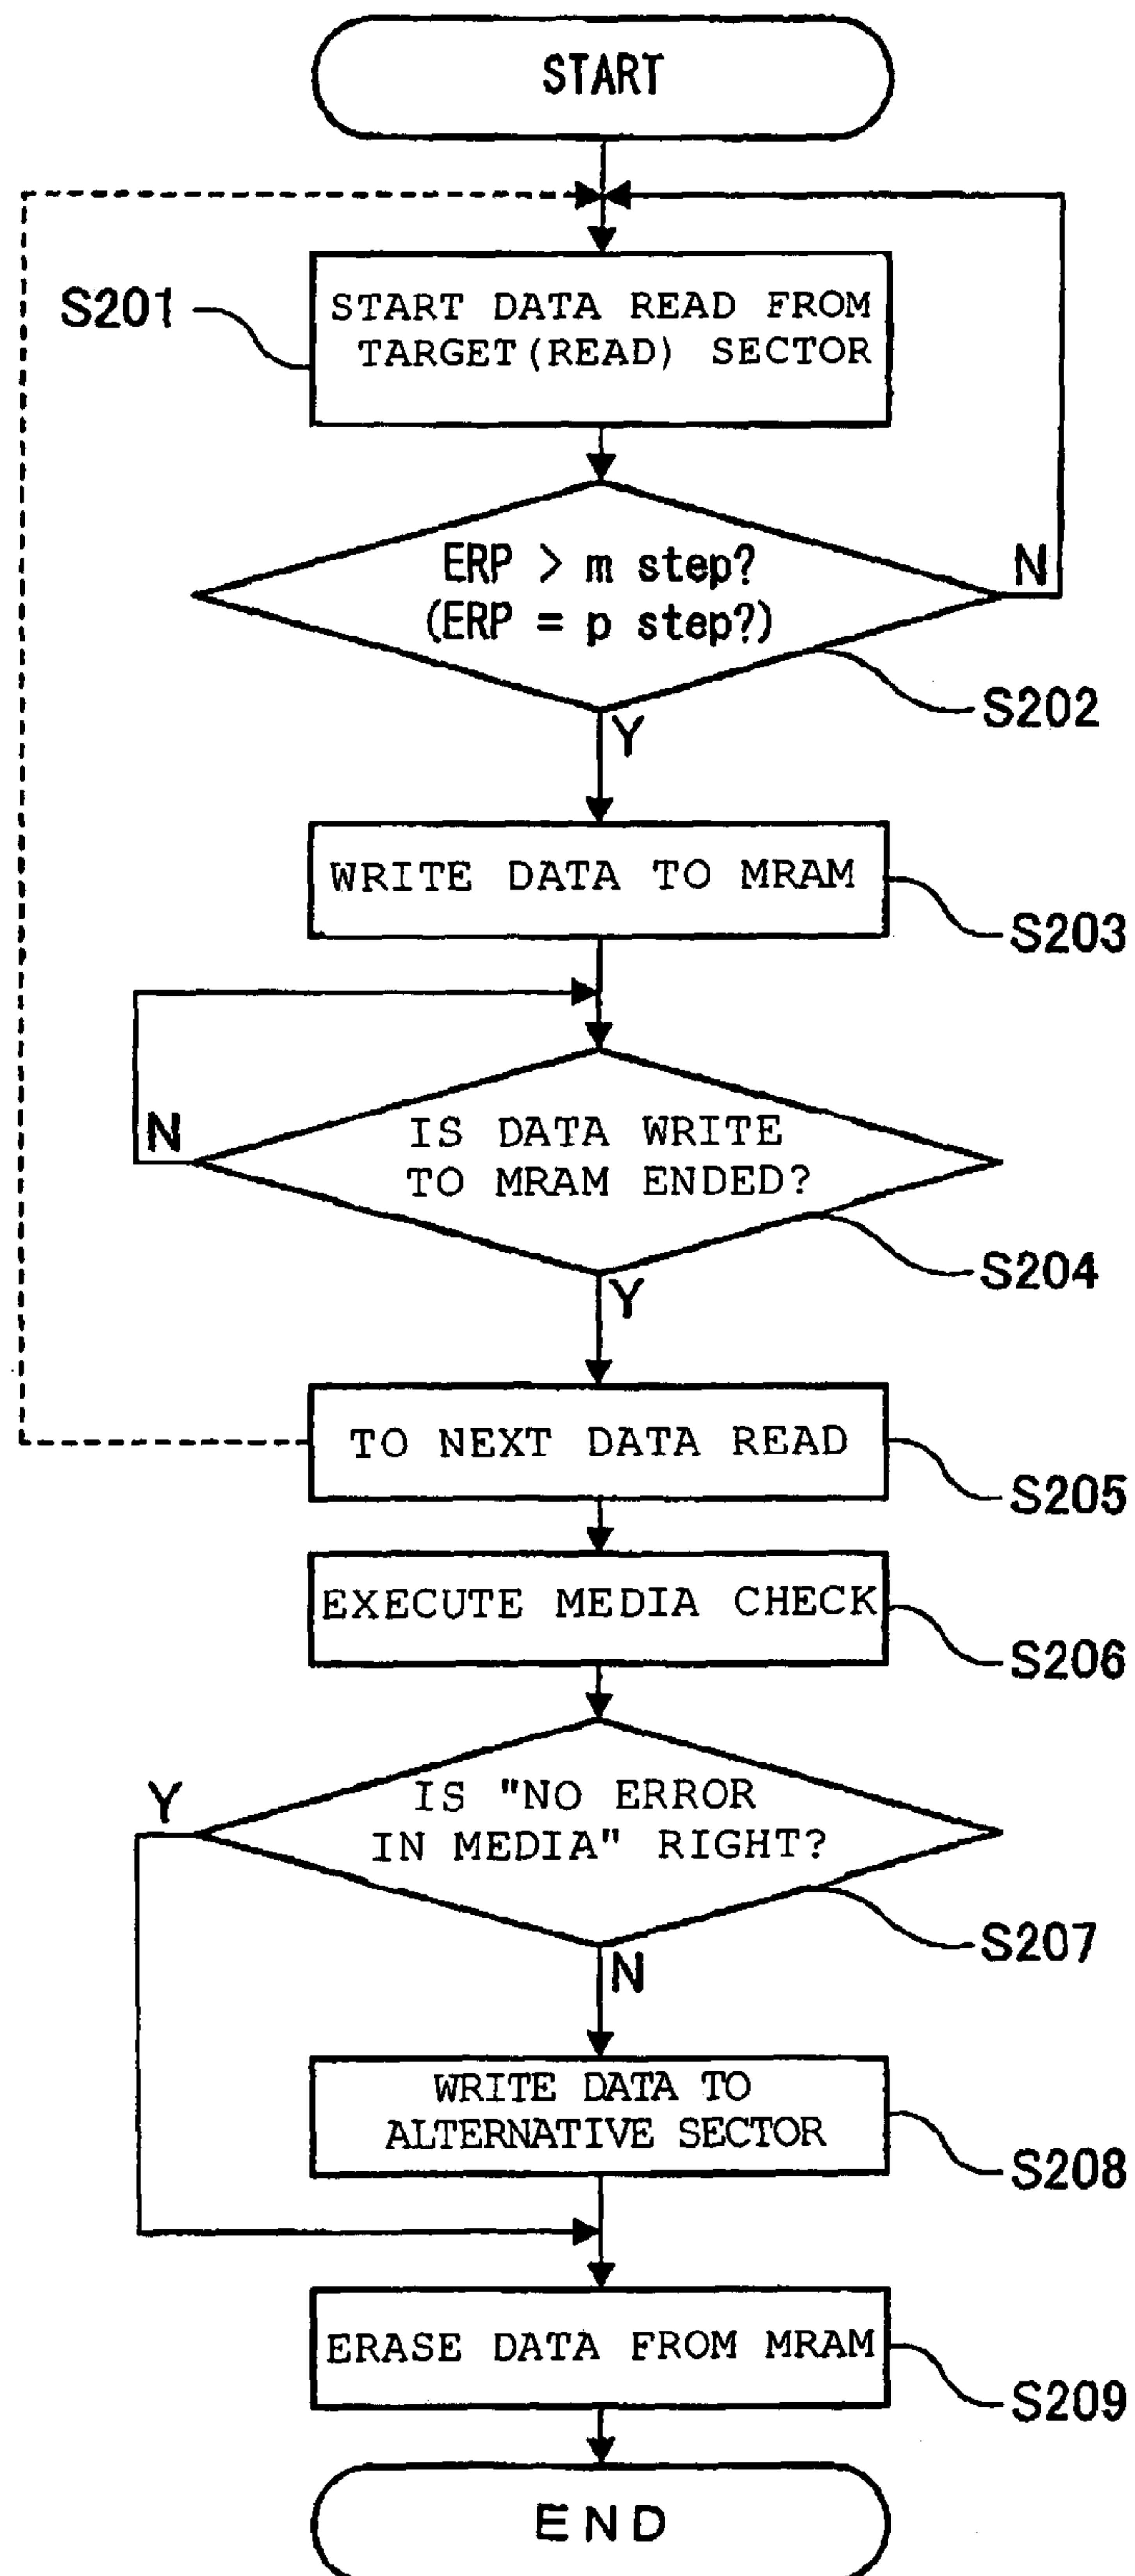 START
S201
START DATA READ FROM
TARGET(READ) SECTOR
ERP > m step?
(ERP = p step?)
N
S202
Y
WRITE DATA TO MRAM
S203
N
IS DATA WRITE
TO MRAM ENDED?
S204
Y
TO NEXT DATA READ
S205
EXECUTE MEDIA CHECK
S206
Y
IS "NO ERROR
IN MEDIA" RIGHT?
S207
N
WRITE DATA TO
ALTERNATIVE SECTOR
S208
ERASE DATA FROM MRAM
S209
END